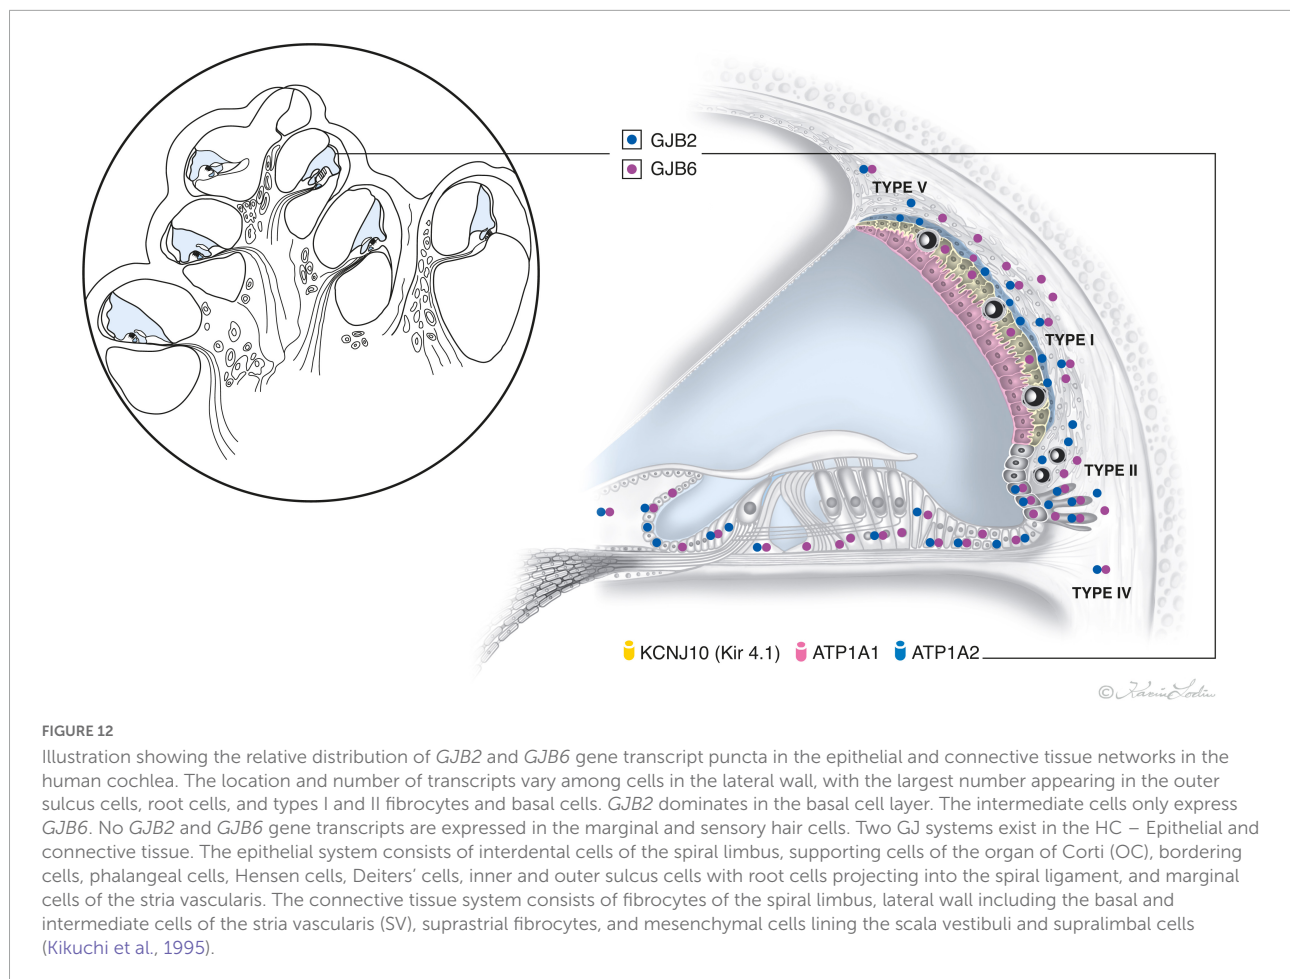 GJB2
GJB6
TYPE V
TYPE I
TYPE II
TYPE IV
KCNJ10 (Kir 4.1) ATP1A1 ATP1A2
© Karin Lodin
FIGURE 12
Illustration showing the relative distribution of GJB2 and GJB6 gene transcript puncta in the epithelial and connective tissue networks in the
human cochlea. The location and number of transcripts vary among cells in the lateral wall, with the largest number appearing in the outer
sulcus cells, root cells, and types I and II fibrocytes and basal cells. GJB2 dominates in the basal cell layer. The intermediate cells only express
GJB6. No GJB2 and GJB6 gene transcripts are expressed in the marginal and sensory hair cells. Two GJ systems exist in the HC – Epithelial and
connective tissue. The epithelial system consists of interdental cells of the spiral limbus, supporting cells of the organ of Corti (OC), bordering
cells, phalangeal cells, Hensen cells, Deiters’ cells, inner and outer sulcus cells with root cells projecting into the spiral ligament, and marginal
cells of the stria vascularis. The connective tissue system consists of fibrocytes of the spiral limbus, lateral wall including the basal and
intermediate cells of the stria vascularis (SV), suprastrial fibrocytes, and mesenchymal cells lining the scala vestibuli and supralimbal cells
(Kikuchi et al., 1995).